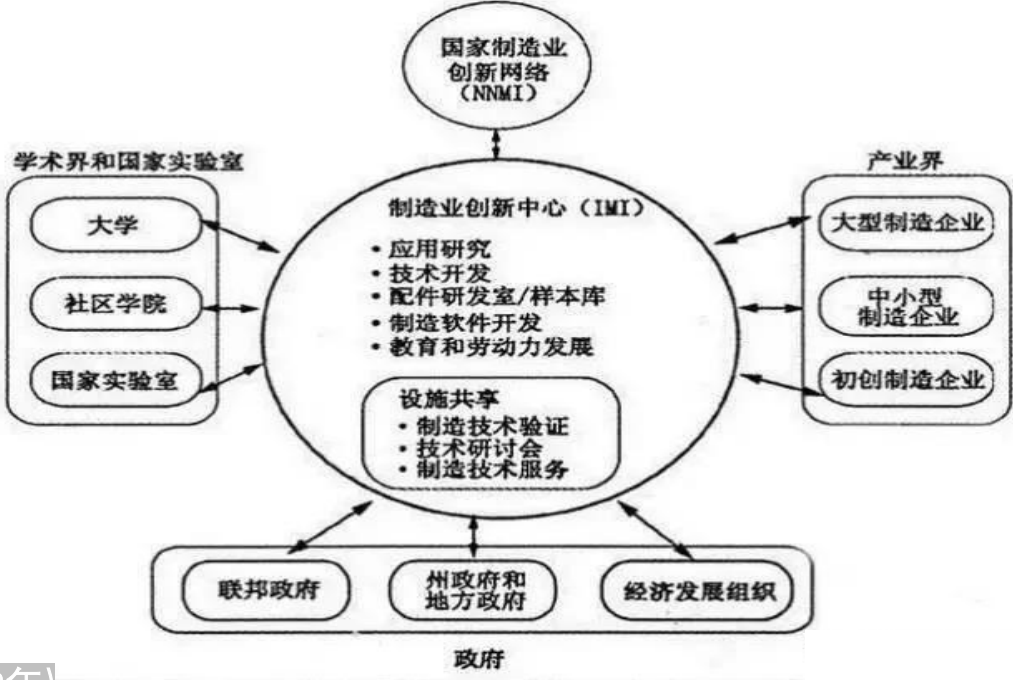 国家制造业
创新网络
（NNMI）
学术界和国家实验室
大学
社区学院
国家实验室
制造业创新中心（IMI）
・应用研究
・技术开发
・配件研发室/样本库
・制造软件开发
・教育和劳动力发展
设施共享
・制造技术验证
・技术研讨会
・制造技术服务
产业界
大型制造企业
中小型
制造企业
初创制造企业
联邦政府
州政府和
地方政府
经济发展组织
政府